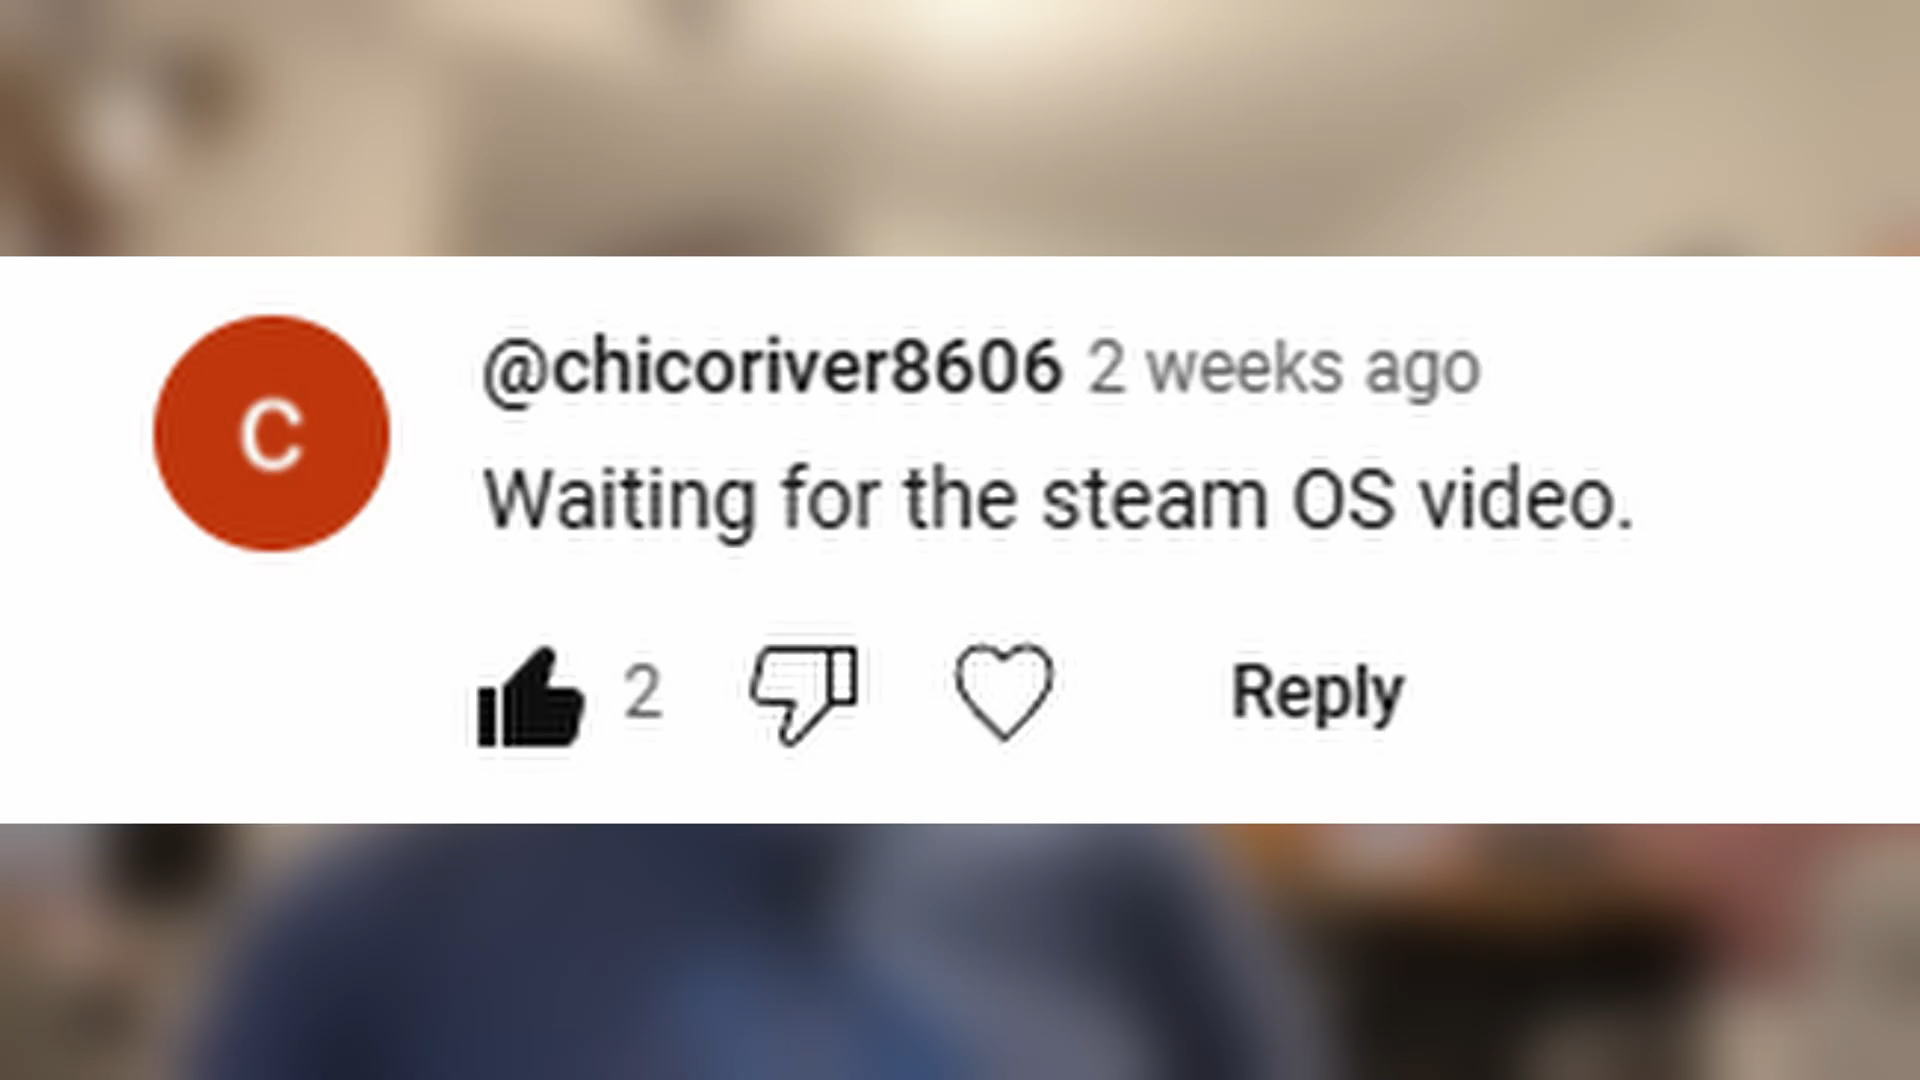 C
@chicoriver8606 2 weeks ago
Waiting for the steam OS video.
2
Reply